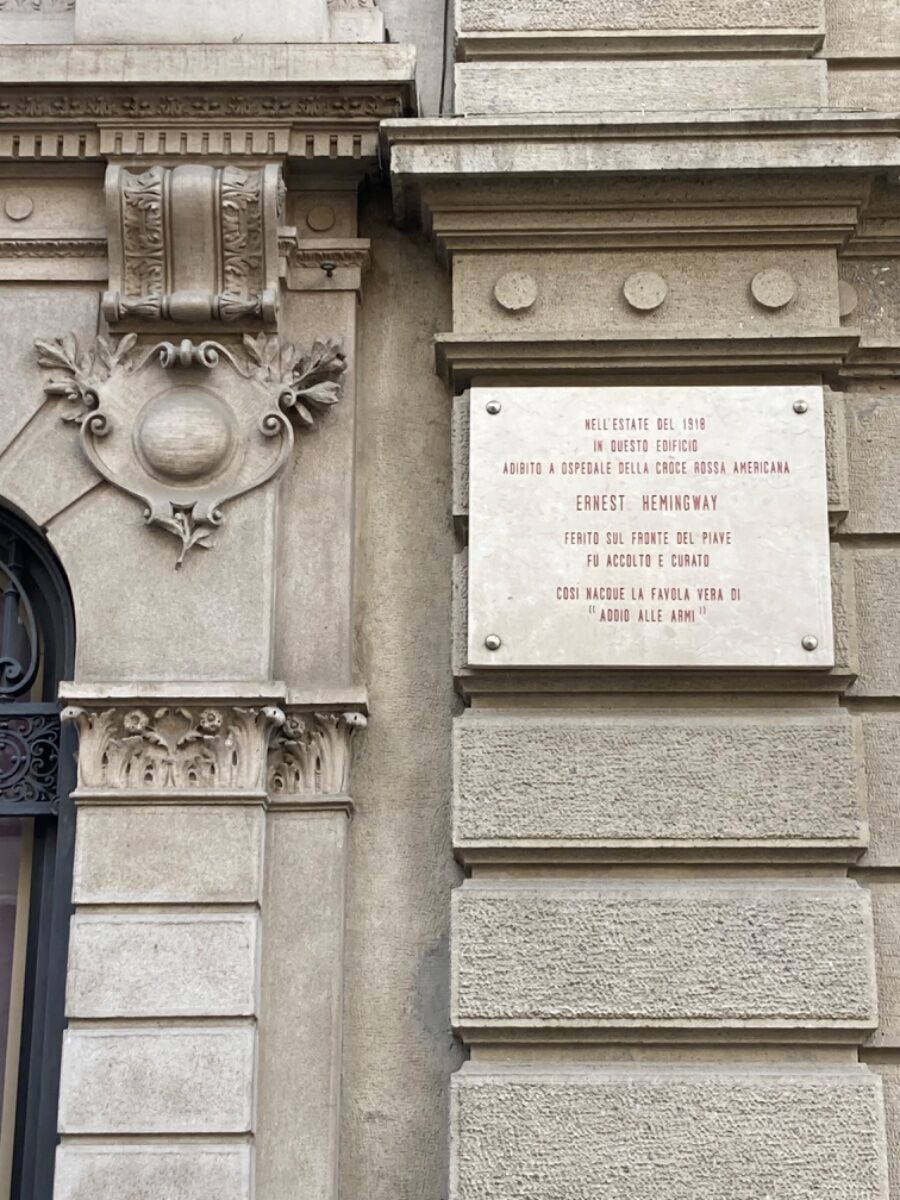 NELL'ESTATE DEL 1918
IN QUESTO EDIFICIO
ADIBITO A OSPEDALE DELLA CROCE ROSSA AMERICANA
ERNEST HEMINGWAY
FERITO SUL FRONTE DEL PIAVE
FU ACCOLTO E CURATO
COSI NACQUE LA FAVOLA VERA DI
"ADDIO ALLE ARMI"